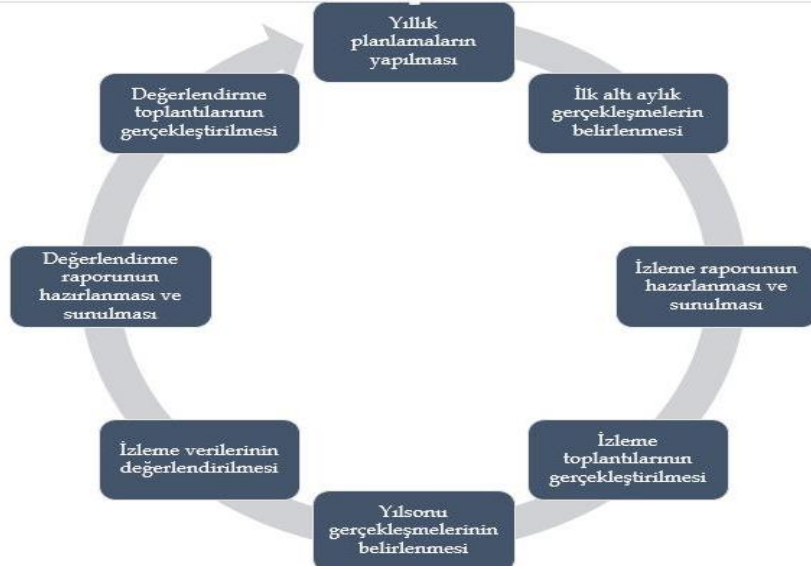 Yıllık
planlamaların
yapılması
İlk altı aylık
gerçekleşmelerin
belirlenmesi
İzleme raporunun
hazırlanması ve
sunulması
İzleme
toplantılarının
gerçekleştirilmesi
Yılsonu
gerçekleşmelerinin
belirlenmesi
İzleme verilerinin
değerlendirilmesi
Değerlendirme
raporunun
hazırlanması ve
sunulması
Değerlendirme
toplantılarının
gerçekleştirilmesi